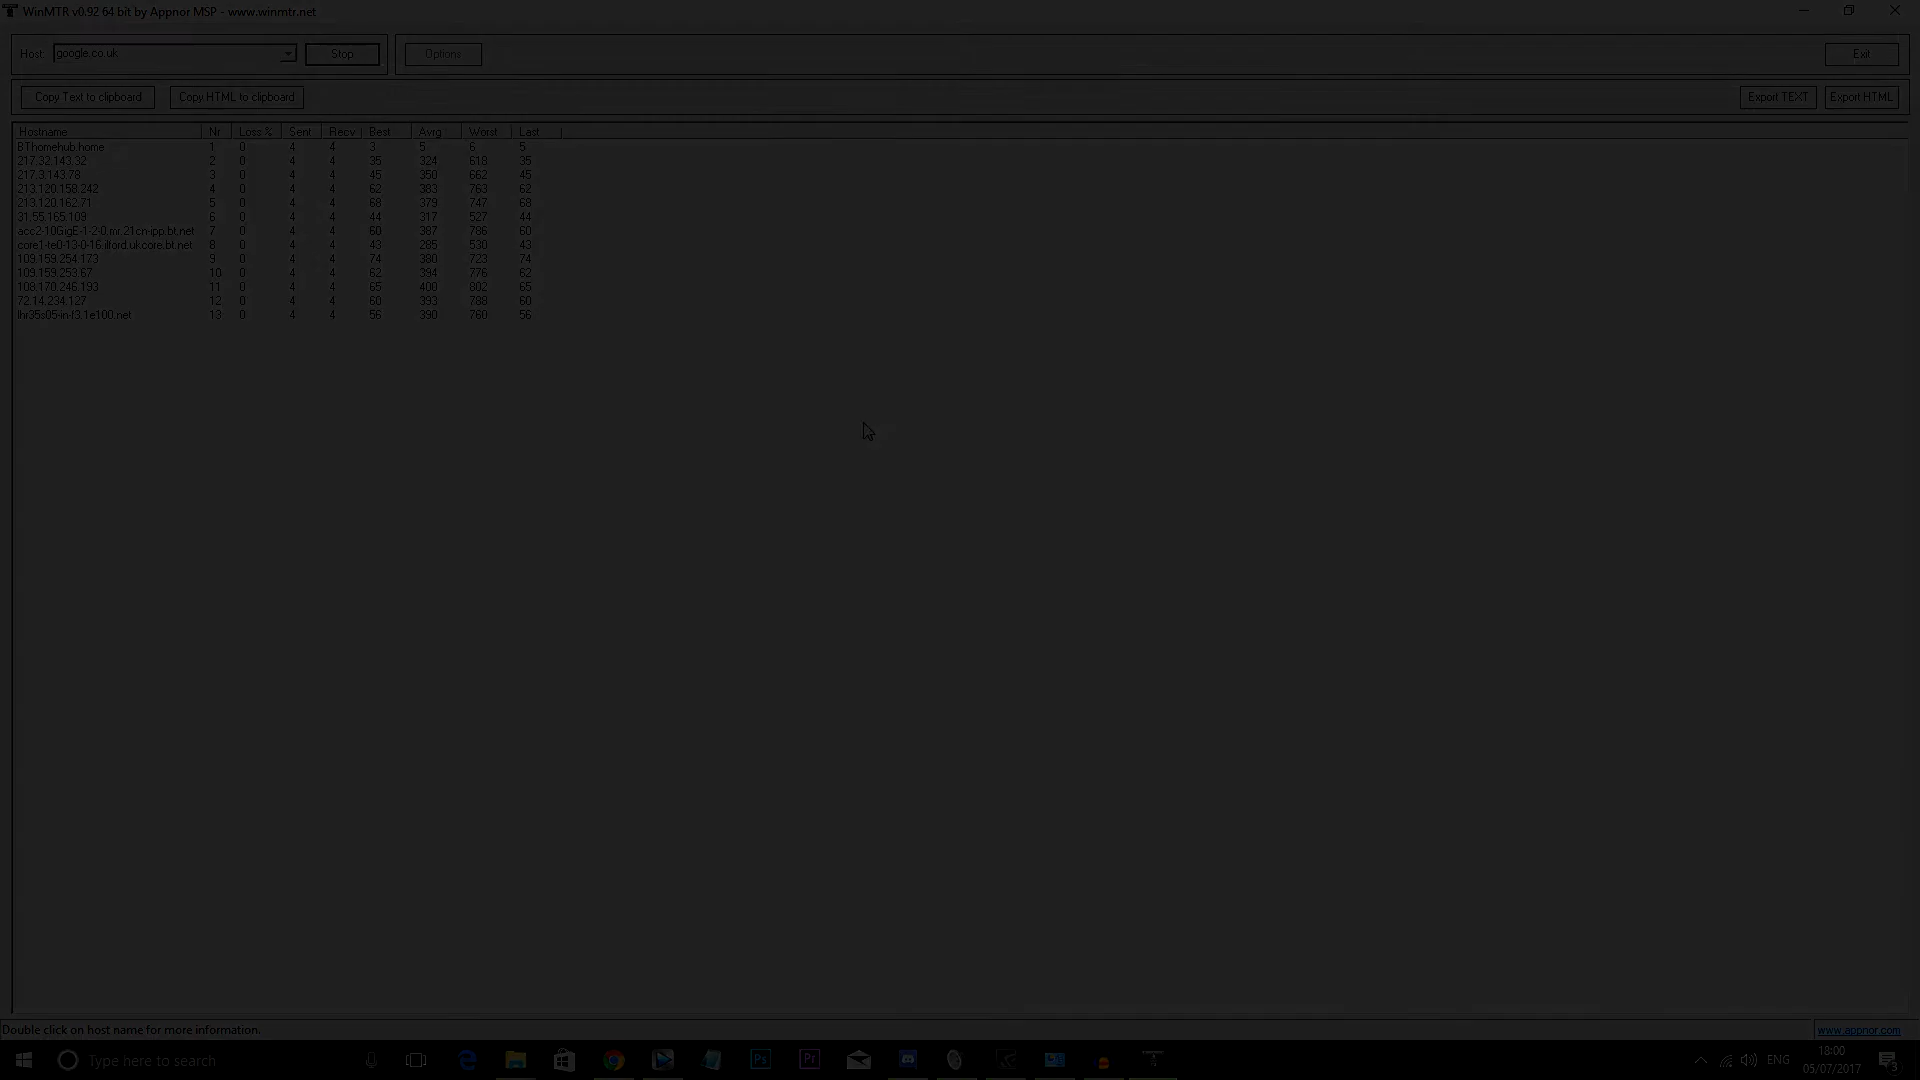 WinMTR v0.92 64 bit by Appnor MSP - www.winmtr.net
Host google.co.uk Stop Options Exit
Copy Text to clipboard Copy HTML to clipboard Export TEXT Export HTML
Hostname Nr Loss % Sent Recv Best Avrg Worst Last
BThomehub.home 1 0 4 4 3 5 6 5
217.32.143.32 2 0 4 4 35 324 618 35
217.3.143.78 3 0 4 4 45 350 662 45
213.120.158.242 4 0 4 4 62 383 763 62
213.120.162.71 5 0 4 4 68 379 747 68
31.55.165.109 6 0 4 4 44 317 527 44
acc2-10GigE-1-2-0.mr.21cn-ipp.bt.net 7 0 4 4 60 387 786 60
core1-te0-13-0-16.ilford.ukcore.bt.net 8 0 4 4 43 285 530 43
109.159.254.173 9 0 4 4 74 380 723 74
109.159.253.67 10 0 4 4 62 394 776 62
108.170.246.193 11 0 4 4 65 400 802 65
72.14.234.127 12 0 4 4 60 393 788 60
lhr35s05-in-f3.1e100.net 13 0 4 4 56 390 760 56
Double click on host name for more information. www.appnor.com
Type here to search Ps Pr ENG 18:00
05/07/2017 3